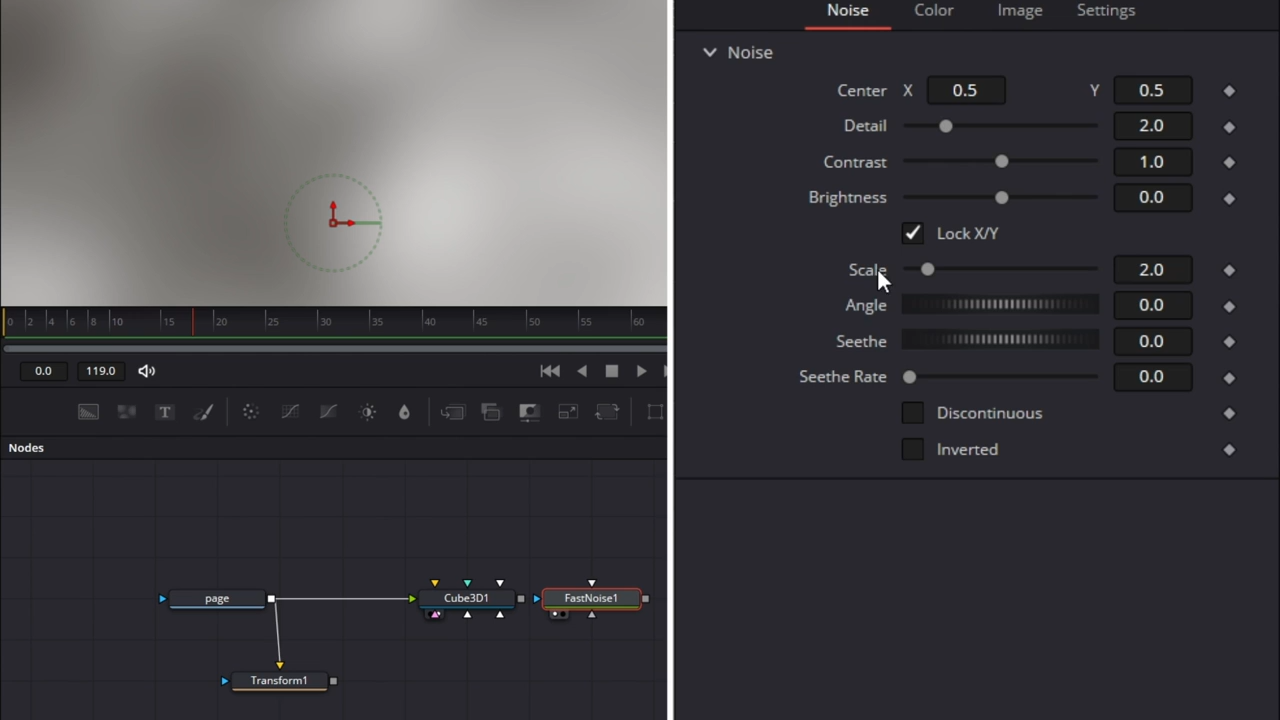 Noise Color Image Settings
Noise
Center X 0.5 Y 0.5
Detail 2.0
Contrast 1.0
Brightness 0.0
Lock X/Y
Scale 2.0
Angle 0.0
Seethe 0.0
Seethe Rate 0.0
Discontinuous
Inverted
0 2 4 6 8 10 15 20 25 30 35 40 45 50 55 60
0.0 119.0
T
Nodes
page Cube3D1 FastNoise1
Transform1